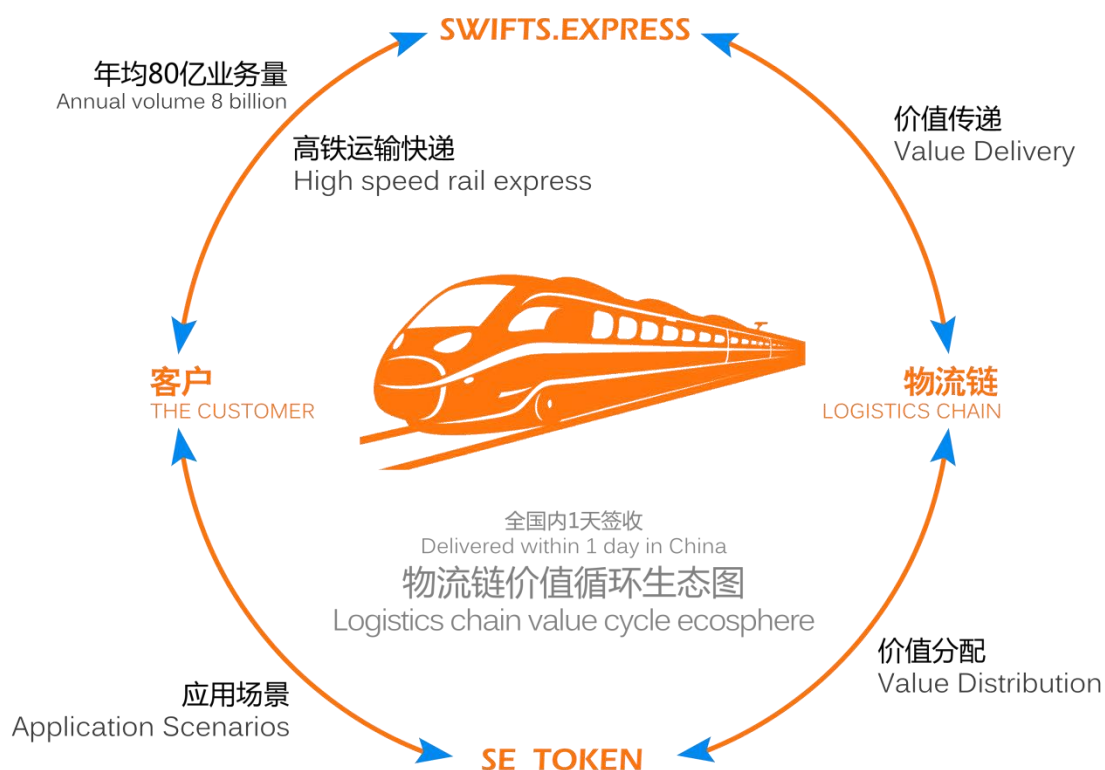 SWIFTS.EXPRESS
年均80亿业务量
Annual volume 8 billion
高铁运输快递
High speed rail express
价值传递
Value Delivery
客户
THE CUSTOMER
物流链
LOGISTICS CHAIN
全国内1天签收
Delivered within 1 day in China
物流链价值循环生态图
Logistics chain value cycle ecosphere
应用场景
Application Scenarios
价值分配
Value Distribution
SE TOKEN